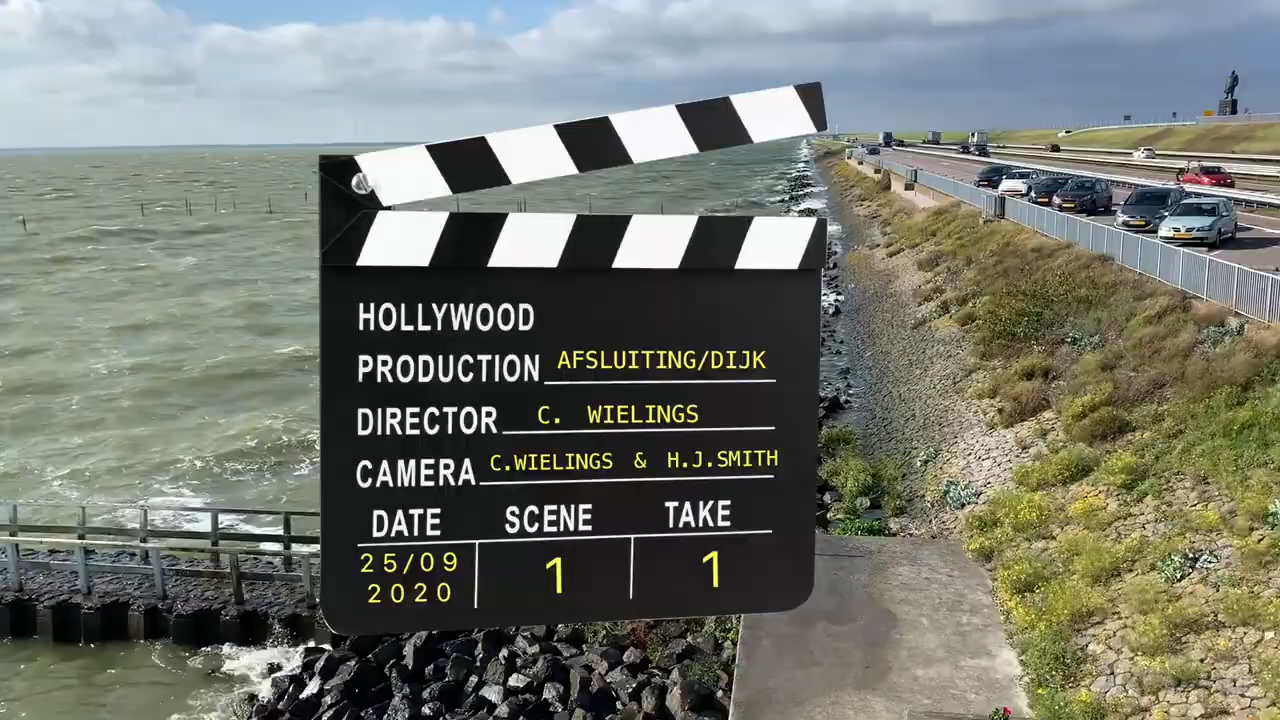 HOLLYWOOD
PRODUCTION AFSLUITING/DIJK
DIRECTOR C. WIELINGS
CAMERA C.WIELINGS & H.J.SMITH
DATE SCENE TAKE
25/09 2020 1 1